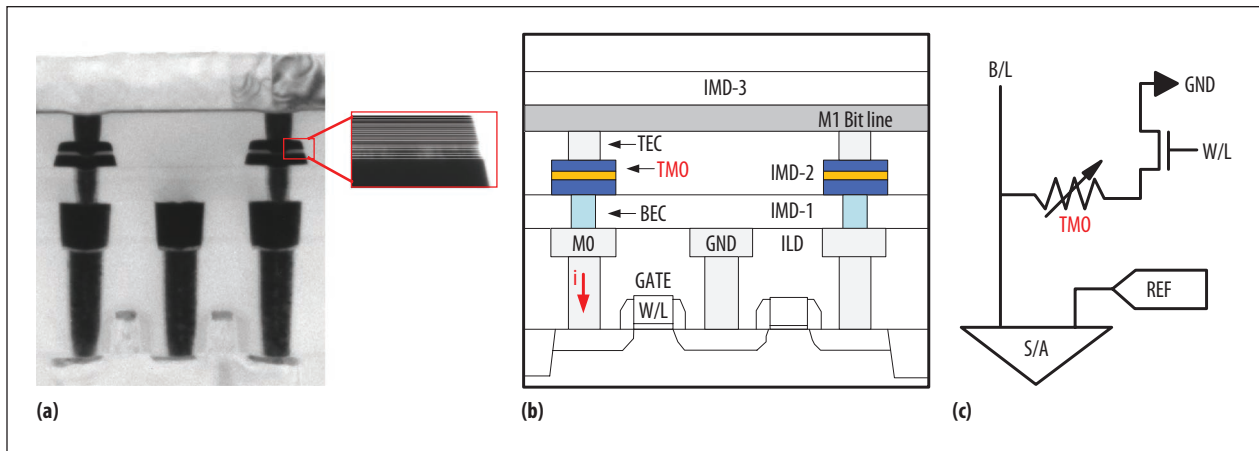 (a)
IMD-3
M1 Bit line
TEC
TMO
IMD-2
BEC
IMD-1
M0
GND
ILD
i
GATE
W/L
(b)
B/L
GND
W/L
TMO
REF
S/A
(c)